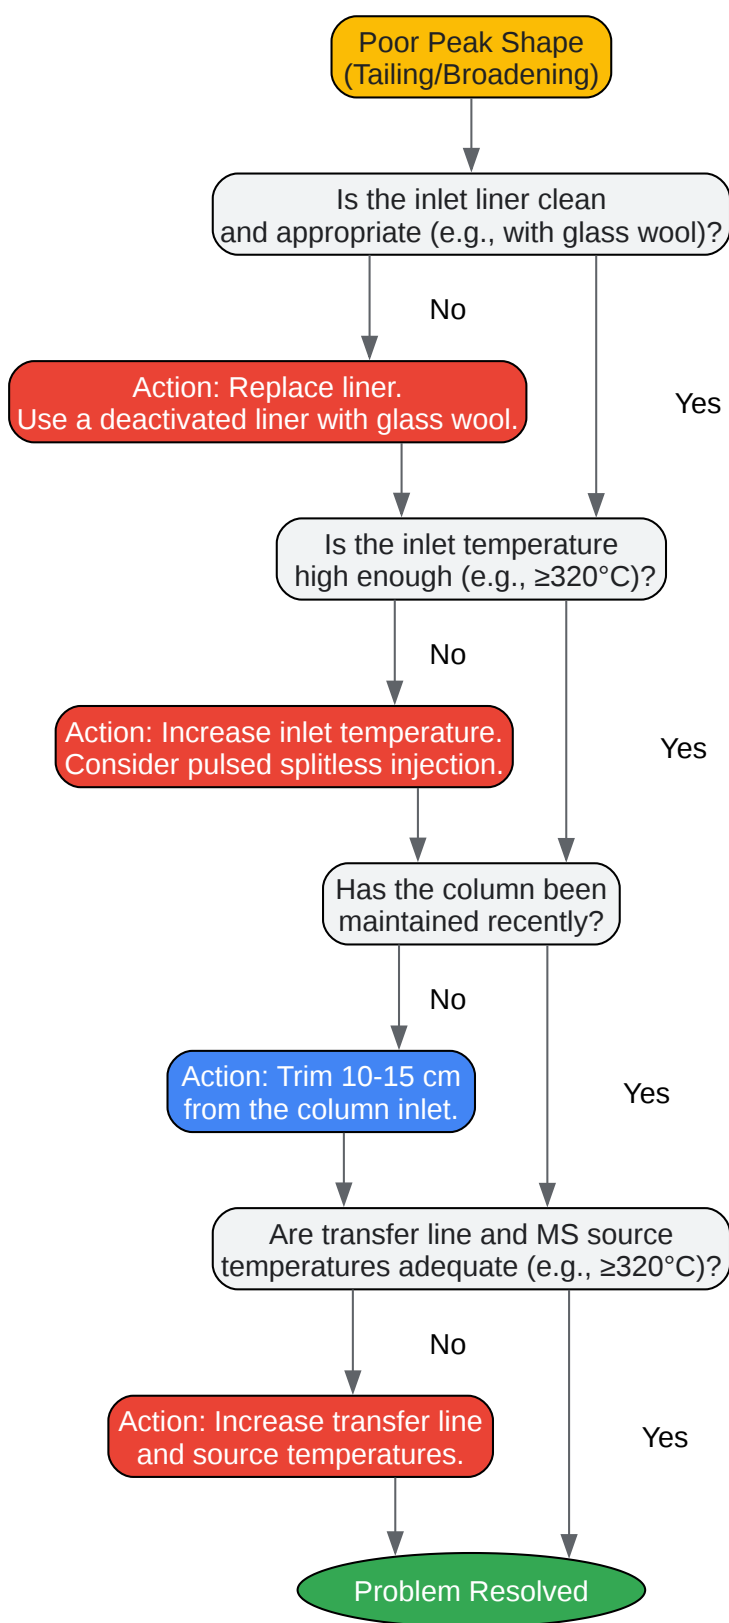 Poor Peak Shape
(Tailing/Broadening)
Is the inlet liner clean
and appropriate (e.g., with glass wool)?
No
Action: Replace liner.
Use a deactivated liner with glass wool.
Yes
Is the inlet temperature
high enough (e.g., ≥320°C)?
No
Action: Increase inlet temperature.
Consider pulsed splitless injection.
Yes
Has the column been
maintained recently?
No
Action: Trim 10-15 cm
from the column inlet.
Yes
Are transfer line and MS source
temperatures adequate (e.g., ≥320°C)?
No
Action: Increase transfer line
and source temperatures.
Yes
Problem Resolved